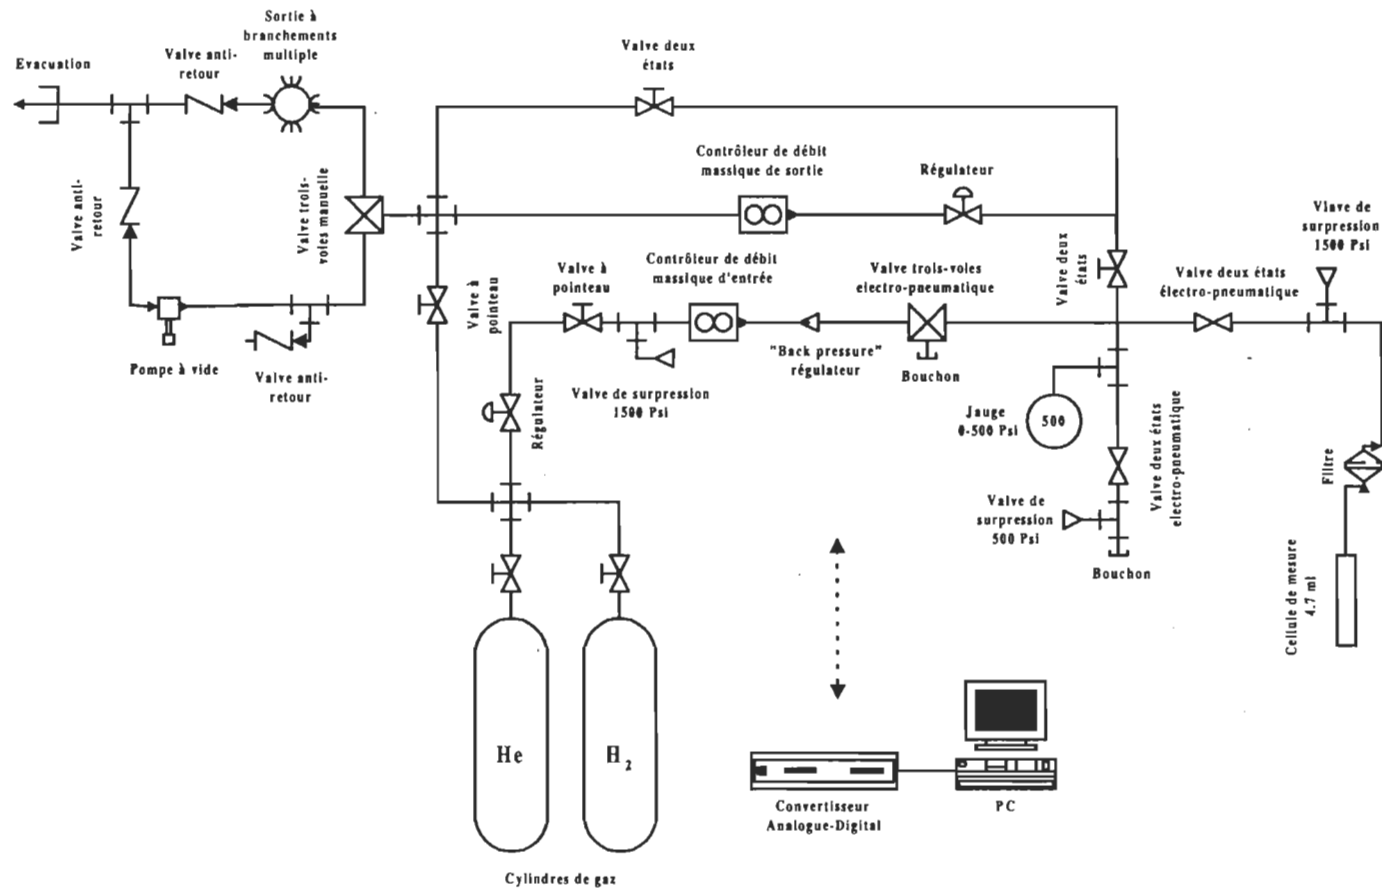 Sortie à
branchements
multiple
Valve anti-
retour
Evacuation
Valve deux
états
Contrôleur de débit
massique de sortie
Régulateur
Valve anti-
retour
Valve trois-
voies manuelle
Vlave de
surpression
1500 Psi
Valve à
pointeau
Valve à
pointeau
Contrôleur de débit
massique d'entrée
Valve trois-voies
electro-pneumatique
Valve deux
états
Valve deux états
électro-pneumatique
Pompe à vide
Valve anti-
retour
"Back pressure"
régulateur
Bouchon
Valve de surpression
1500 Psi
Régulateur
Jauge
0-500 Psi
500
Valve deux états
electro-pneumatique
Filtre
Valve de
surpression
500 Psi
Bouchon
Cellule de mesure
4.7 ml
He
H2
Convertisseur
Analogue-Digital
PC
Cylindres de gaz